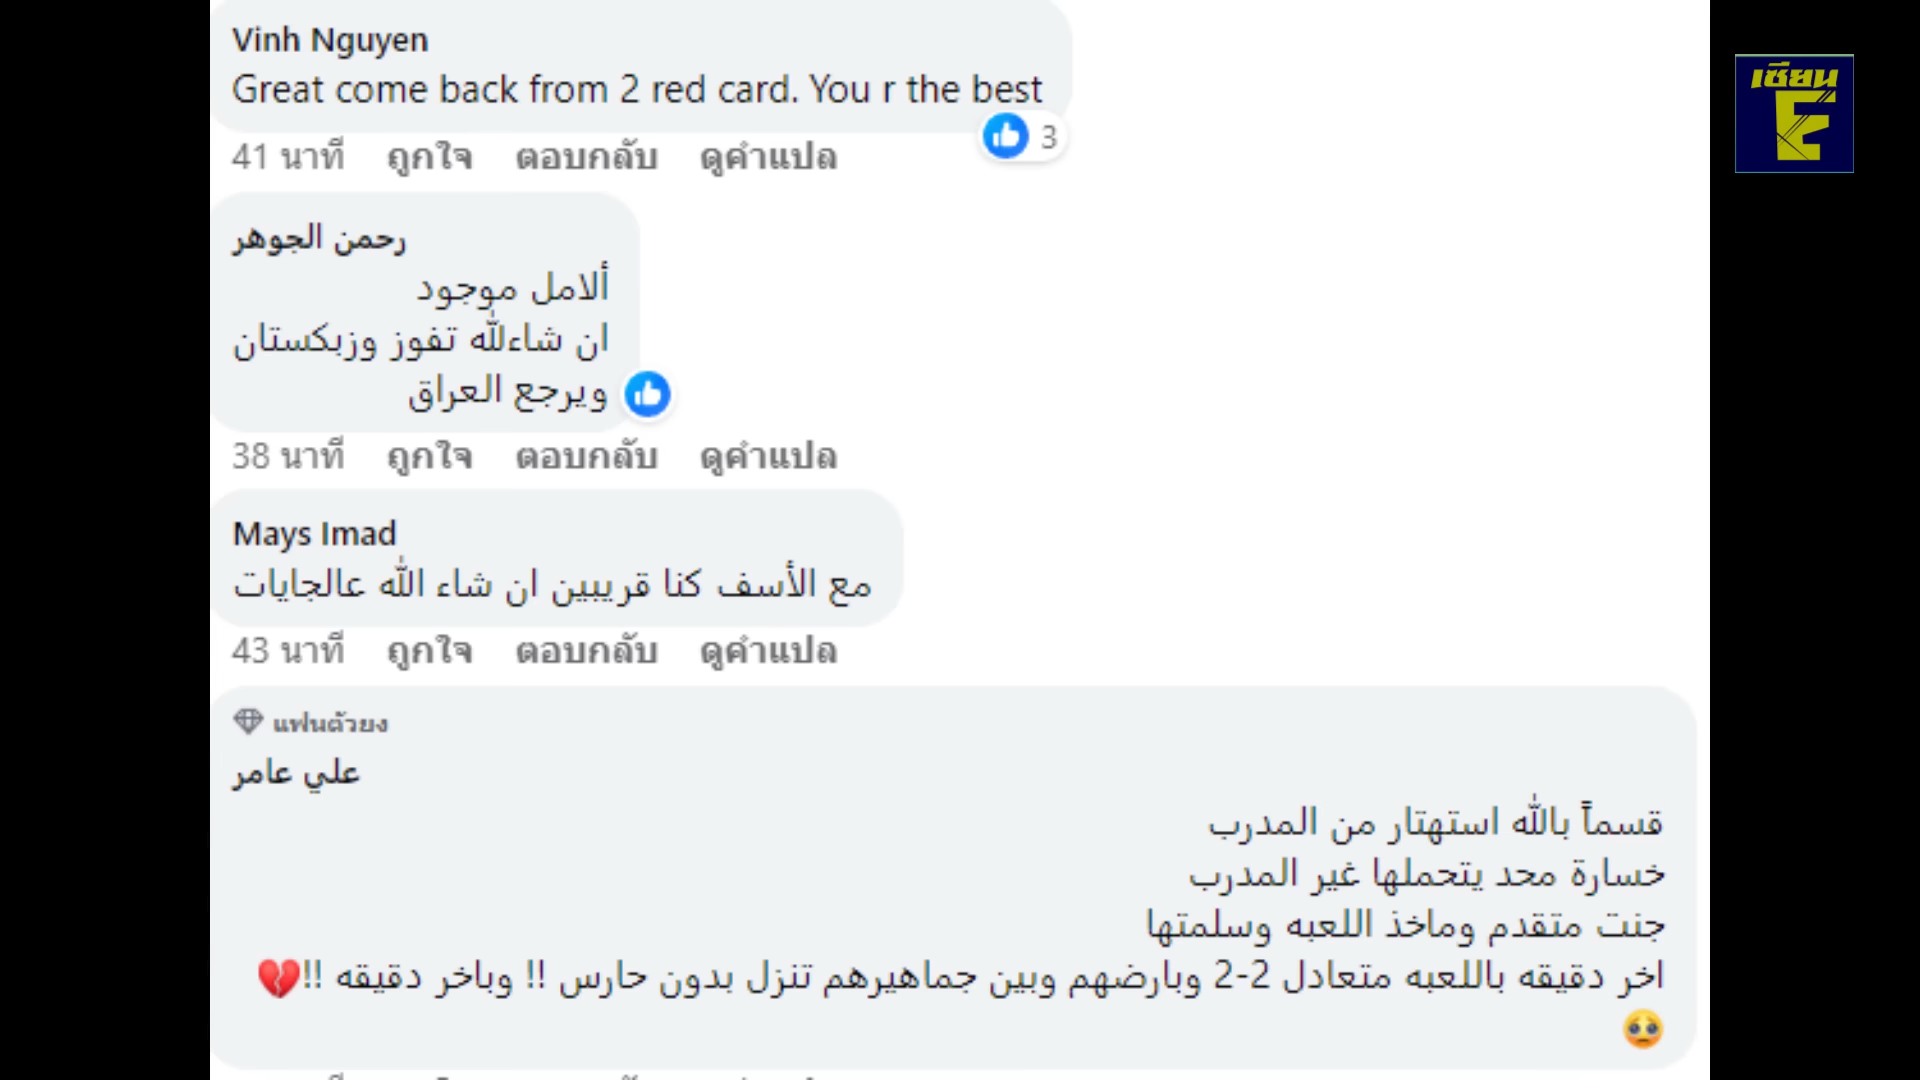 Vinh Nguyen
Great come back from 2 red card. You r the best
3
41 นาที ถูกใจ ตอบกลับ ดูคำแปล
رحمن الجوهر
ألامل موجود
ان شاءلله تفوز وزبكستان
ويرجع العراق
38 นาที ถูกใจ ตอบกลับ ดูคำแปล
Mays Imad
مع الأسف كنا قريبين ان شاء الله عالجايات
43 นาที ถูกใจ ตอบกลับ ดูคำแปล
แฟนตัวยง
علي عامر
قسماً بالله استهتار من المدرب
خسارة محد يتحملها غير المدرب
جنت متقدم وماخذ اللعبه وسلمتها
اخر دقيقه باللعبه متعادل 2-2 وبارضهم وبين جماهيرهم تنزل بدون حارس !! وباخر دقيقه !!💔
🥺
เซียน
E